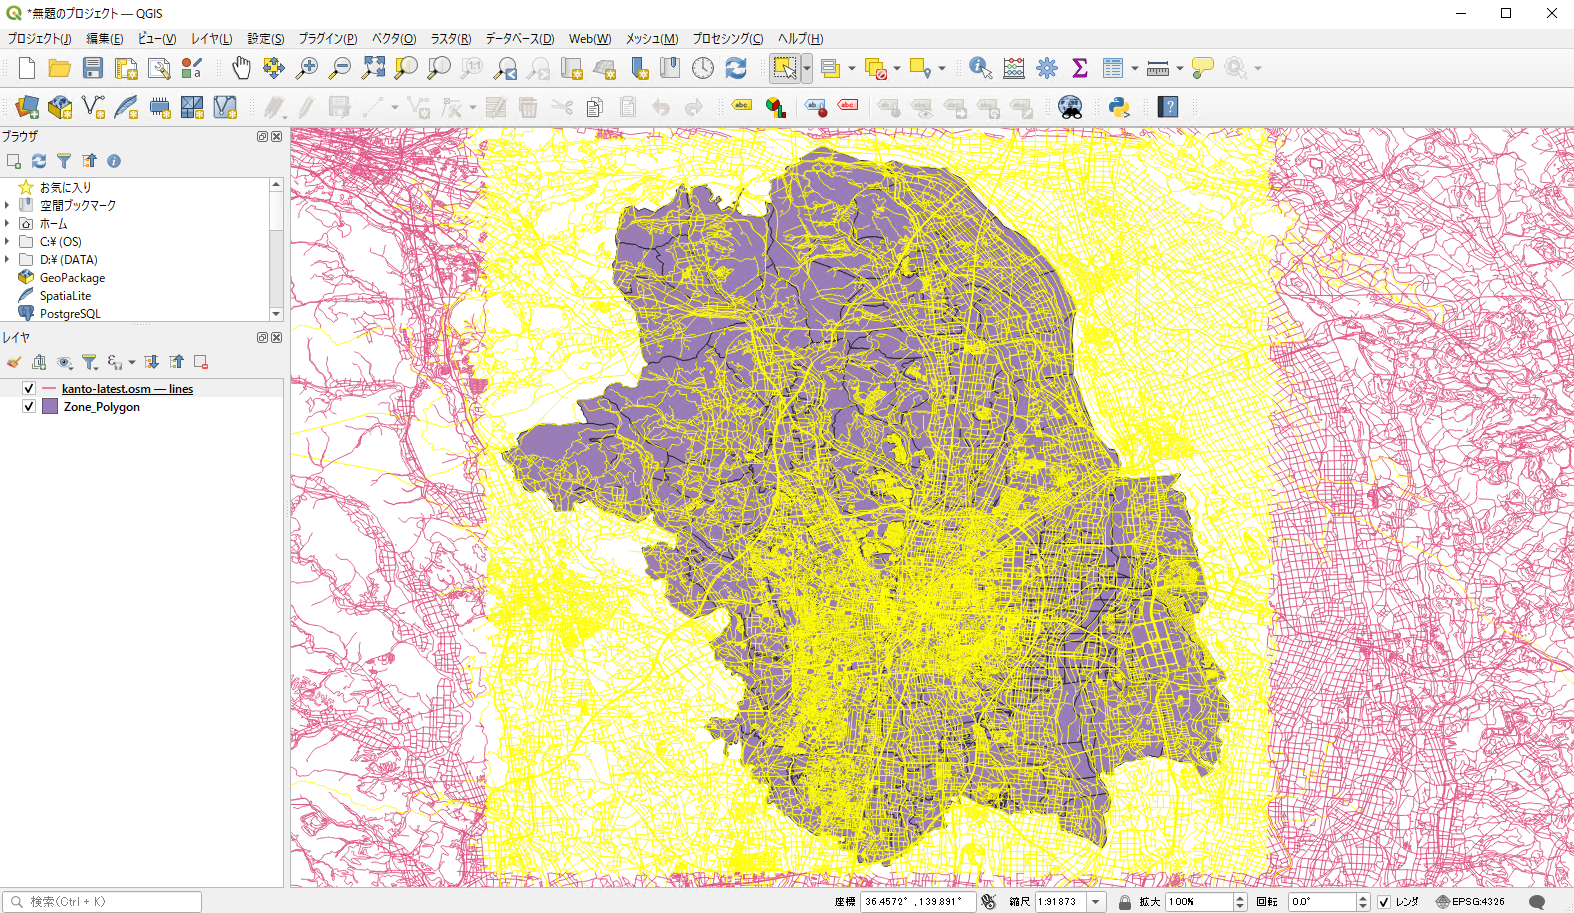 *無題のプロジェクト — QGIS
プロジェクト(J) 編集(E) ビュー(V) レイヤ(L) 設定(S) プラグイン(P) ベクタ(O) ラスタ(R) データベース(D) Web(W) メッシュ(M) プロセシング(C) ヘルプ(H)
ブラウザ
お気に入り
空間ブックマーク
ホーム
C:¥ (OS)
D:¥ (DATA)
GeoPackage
SpatiaLite
PostgreSQL
レイヤ
kanto-latest.osm — lines
Zone_Polygon
検索(Ctrl + K)
座標 36.4572°,139.891° 縮尺 1:91873 拡大 100% 回転 0.0° レンダ EPSG:4326